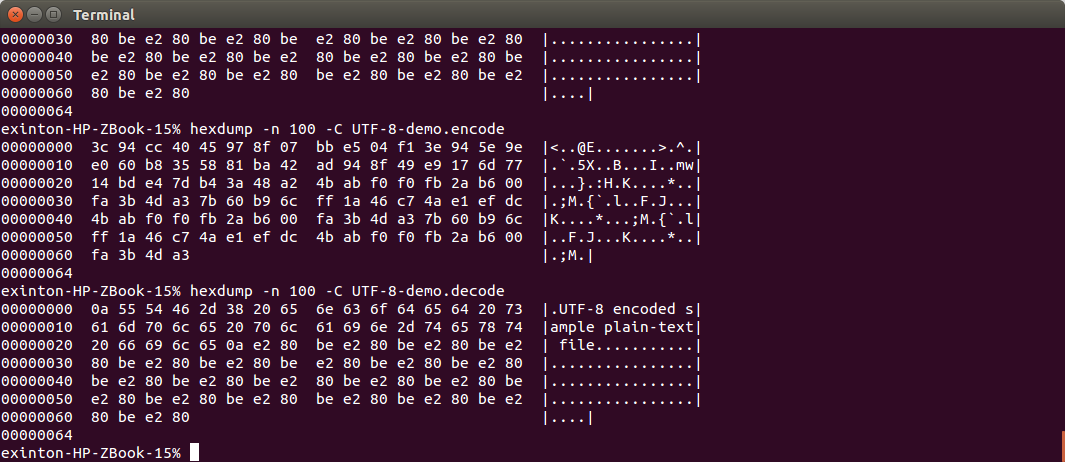 Terminal
00000030  80 be e2 80 be e2 80 be  e2 80 be e2 80 be e2 80  |................|
00000040  be e2 80 be e2 80 be e2  80 be e2 80 be e2 80 be  |................|
00000050  e2 80 be e2 80 be e2 80  be e2 80 be e2 80 be e2  |................|
00000060  80 be e2 80                                       |....|
00000064
exinton-HP-ZBook-15% hexdump -n 100 -C UTF-8-demo.encode
00000000  3c 94 cc 40 45 97 8f 07  bb e5 04 f1 3e 94 5e 9e  |<..@E.......>.^.|
00000010  e0 60 b8 35 58 81 ba 42  ad 94 8f 49 e9 17 6d 77  |.`.5X..B...I..mw|
00000020  14 bd e4 7d b4 3a 48 a2  4b ab f0 f0 fb 2a b6 00  |...}.:H.K....*..|
00000030  fa 3b 4d a3 7b 60 b9 6c  ff 1a 46 c7 4a e1 ef dc  |.;M.{`.l..F.J...|
00000040  4b ab f0 f0 fb 2a b6 00  fa 3b 4d a3 7b 60 b9 6c  |K....*...;M.{`.l|
00000050  ff 1a 46 c7 4a e1 ef dc  4b ab f0 f0 fb 2a b6 00  |..F.J...K....*..|
00000060  fa 3b 4d a3                                       |.;M.|
00000064
exinton-HP-ZBook-15% hexdump -n 100 -C UTF-8-demo.decode
00000000  0a 55 54 46 2d 38 20 65  6e 63 6f 64 65 64 20 73  |.UTF-8 encoded s|
00000010  61 6d 70 6c 65 20 70 6c  61 69 6e 2d 74 65 78 74  |ample plain-text|
00000020  20 66 69 6c 65 0a e2 80  be e2 80 be e2 80 be e2  | file...........|
00000030  80 be e2 80 be e2 80 be  e2 80 be e2 80 be e2 80  |................|
00000040  be e2 80 be e2 80 be e2  80 be e2 80 be e2 80 be  |................|
00000050  e2 80 be e2 80 be e2 80  be e2 80 be e2 80 be e2  |................|
00000060  80 be e2 80                                       |....|
00000064
exinton-HP-ZBook-15%